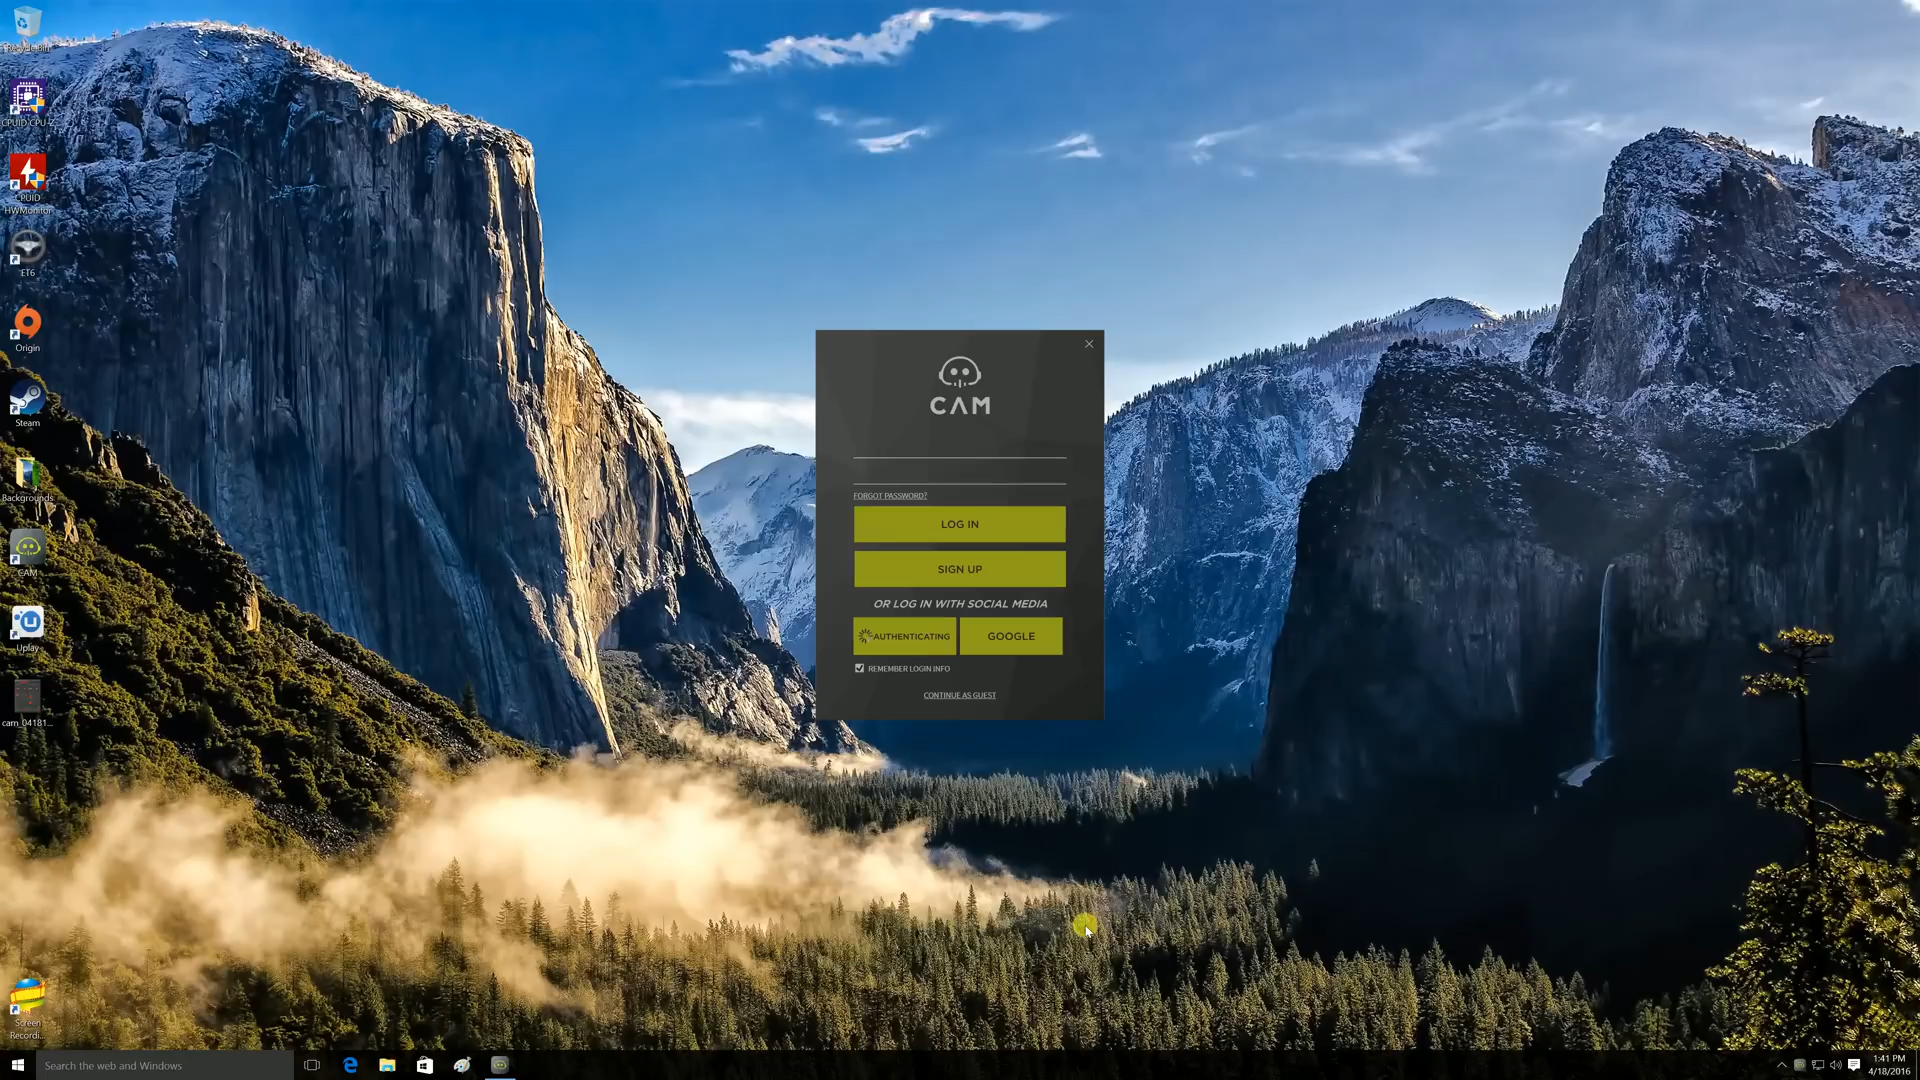 Recycle Bin
CPUID CPU-Z
CPUID
HWMonitor
ET6
Origin
Steam
Backgrounds
CAM
Uplay
cam_04181...
Screen
Recordi...
CAM
FORGOT PASSWORD?
LOG IN
SIGN UP
OR LOG IN WITH SOCIAL MEDIA
AUTHENTICATING
GOOGLE
REMEMBER LOGIN INFO
CONTINUE AS GUEST
Search the web and Windows
1:41 PM
4/18/2016